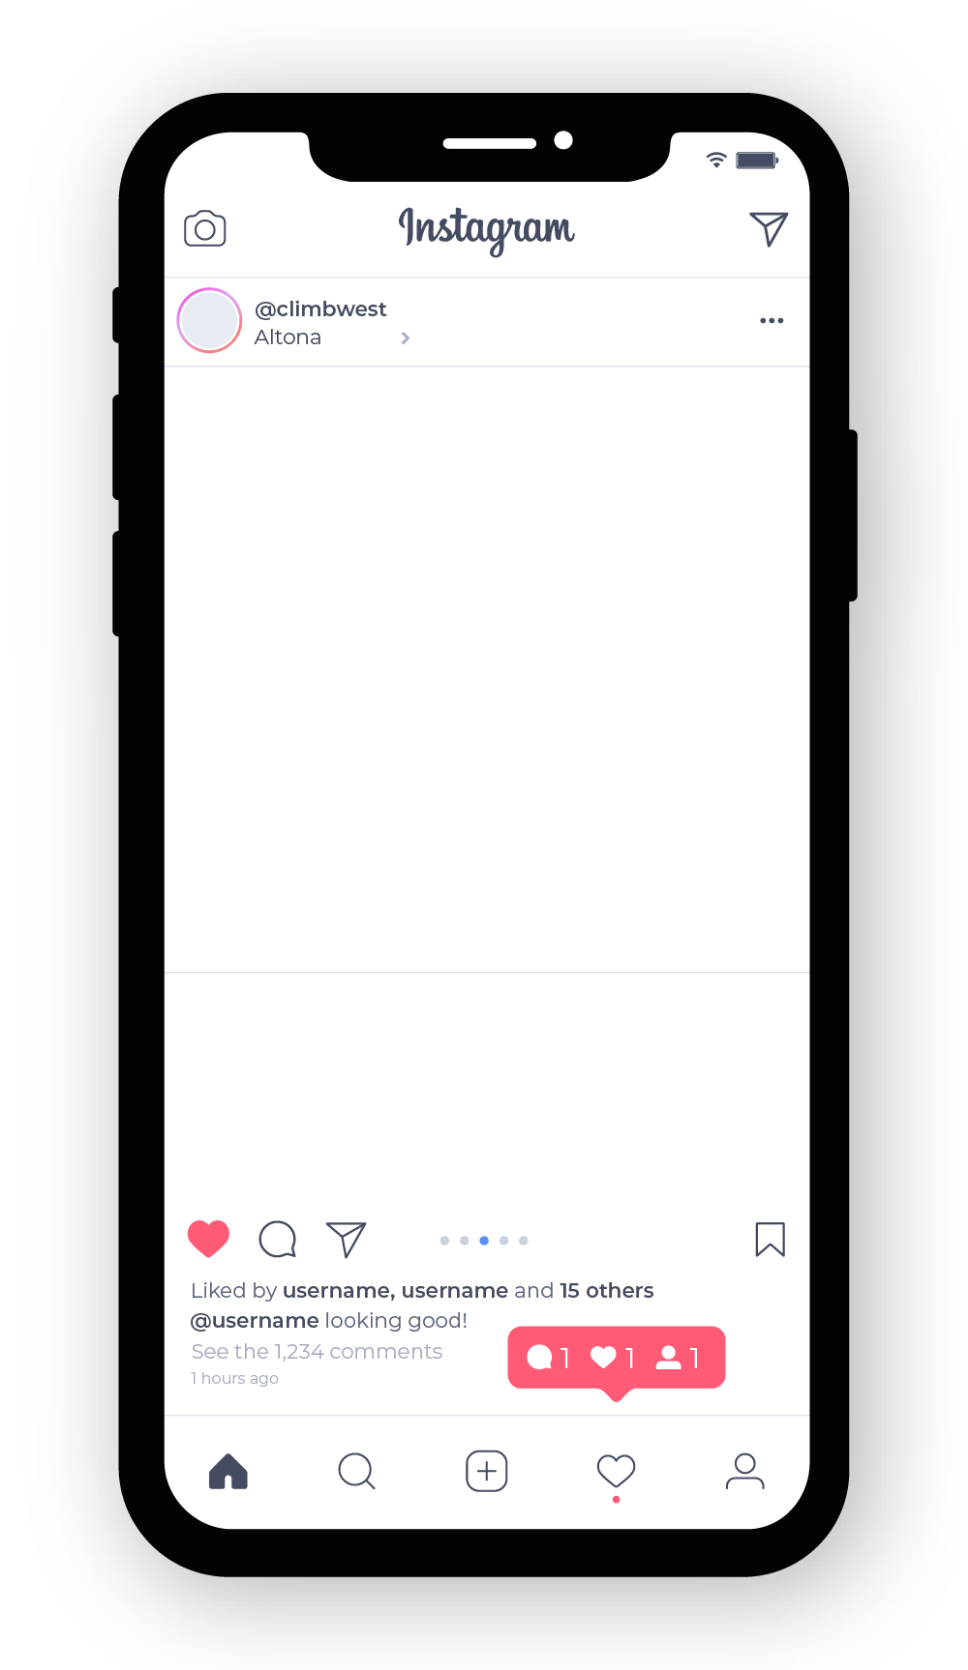 Instagram
@climbwest
Altona
Liked by username, username and 15 others
@username looking good!
See the 1,234 comments
1 1 1
1 hours ago